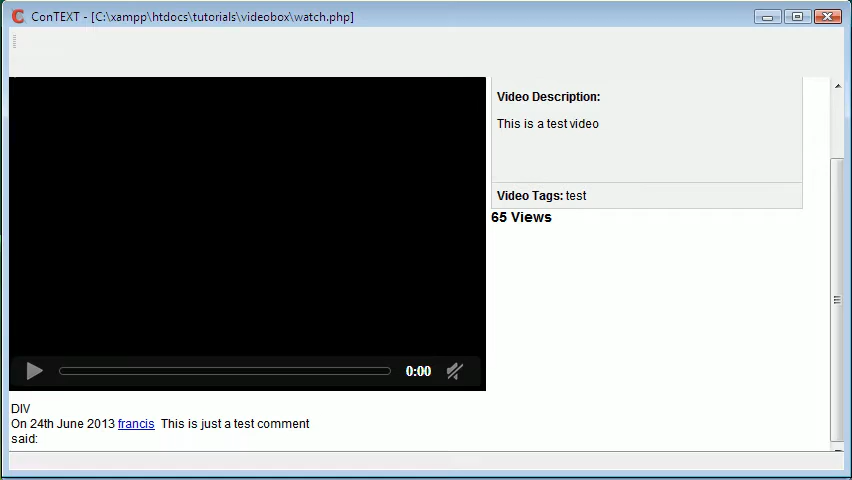 ConTEXT - [C:\xampp\htdocs\tutorials\videobox\watch.php]
Video Description:
This is a test video
Video Tags: test
65 Views
0:00
DIV
On 24th June 2013 francis This is just a test comment
said: